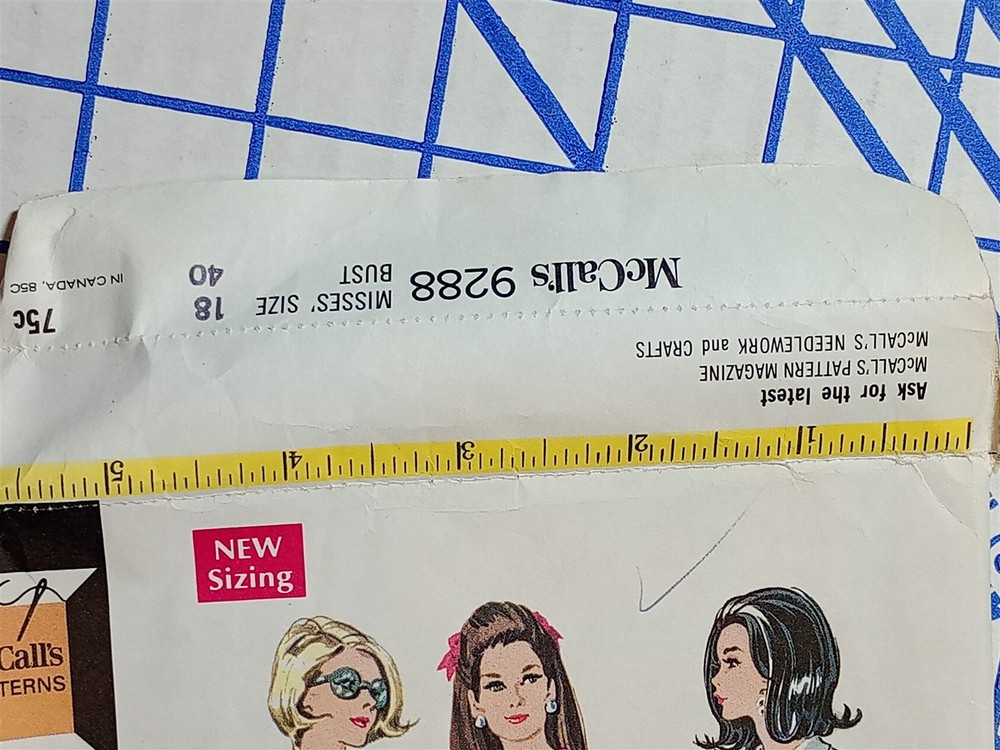 McCall's 9288 MISSES' SIZE 18 75c
BUST 40 IN CANADA, 85C
Ask for the latest
McCALL'S PATTERN MAGAZINE
McCALL'S NEEDLEWORK and CRAFTS
1 2 3 4 5
NEW
Sizing
Call's
TERNS